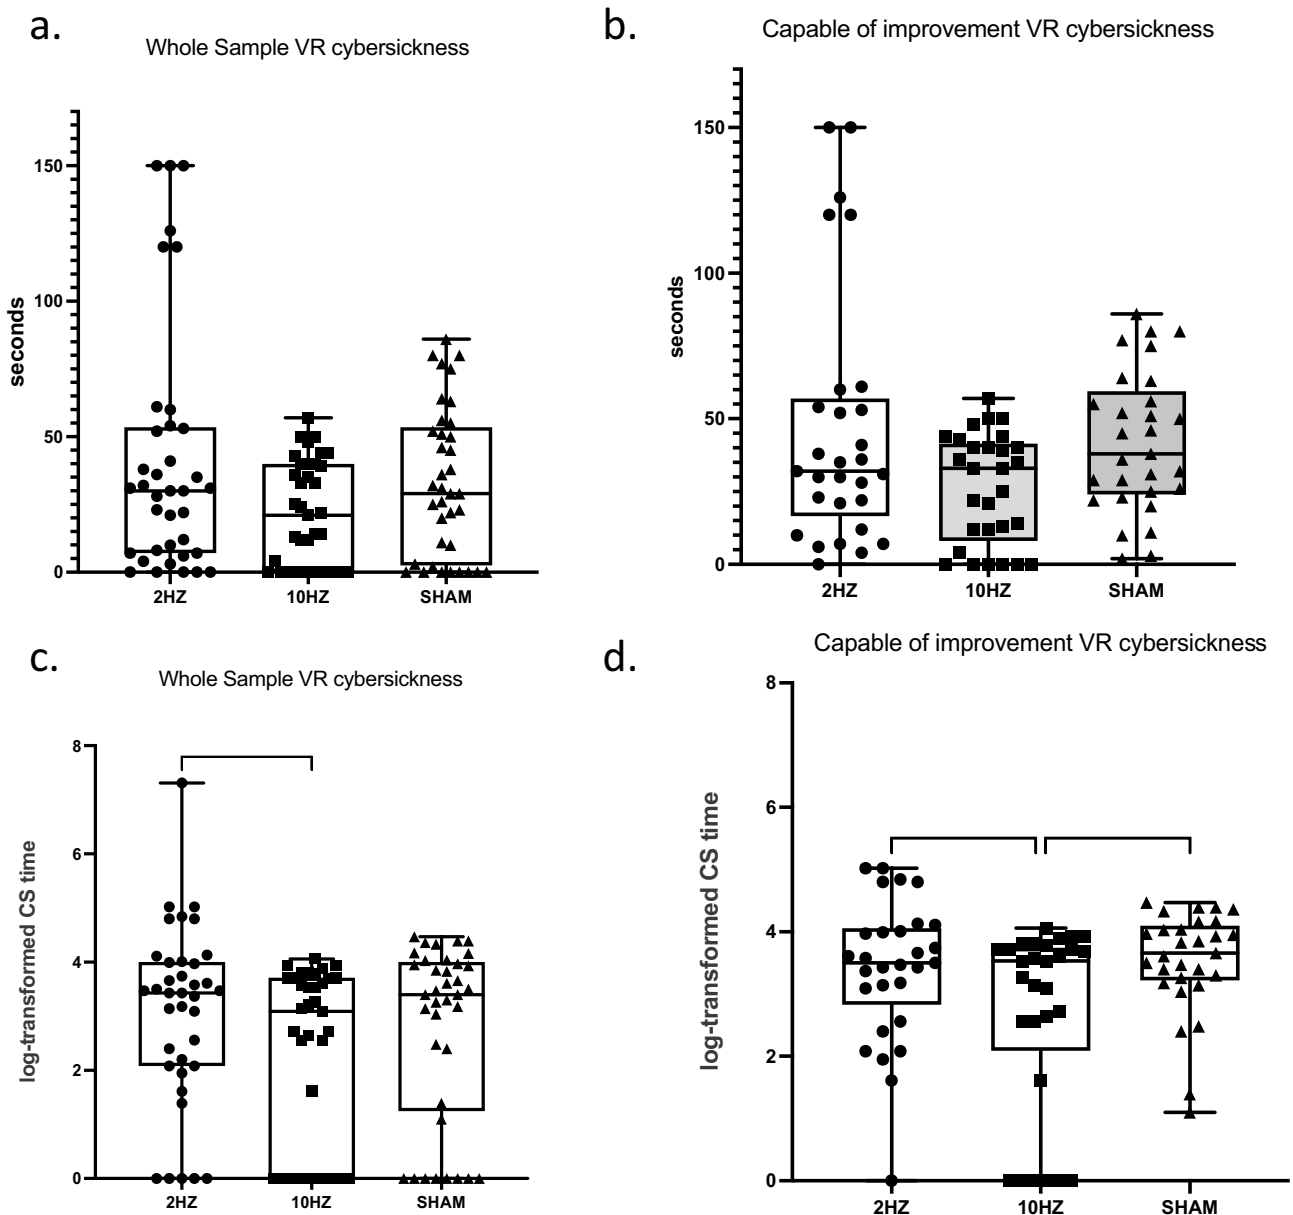 a.
Whole Sample VR cybersickness
seconds
150
100
50
0
2HZ
10HZ
SHAM
b.
Capable of improvement VR cybersickness
seconds
150
100
50
0
2HZ
10HZ
SHAM
c.
Whole Sample VR cybersickness
log-transformed CS time
8
6
4
2
0
2HZ
10HZ
SHAM
d.
Capable of improvement VR cybersickness
log-transformed CS time
8
6
4
2
0
2HZ
10HZ
SHAM